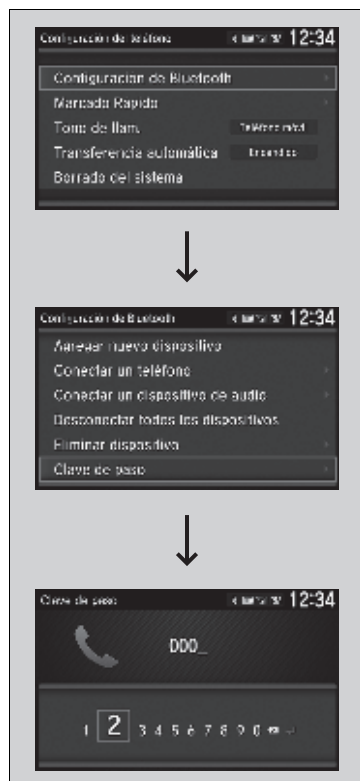 Configuración de teléfono 12:34
Configuración de Bluetooth
Marcado Rápido
Tono de llam. Teléfono móvil
Transferencia automática Encendido
Borrado del sistema
Configuración de Bluetooth 12:34
Agregar nuevo dispositivo
Conectar un teléfono
Conectar un dispositivo de audio
Desconectar todos los dispositivos
Eliminar dispositivo
Clave de paso
Clave de paso 12:34
000_
1 2 3 4 5 6 7 8 9 0